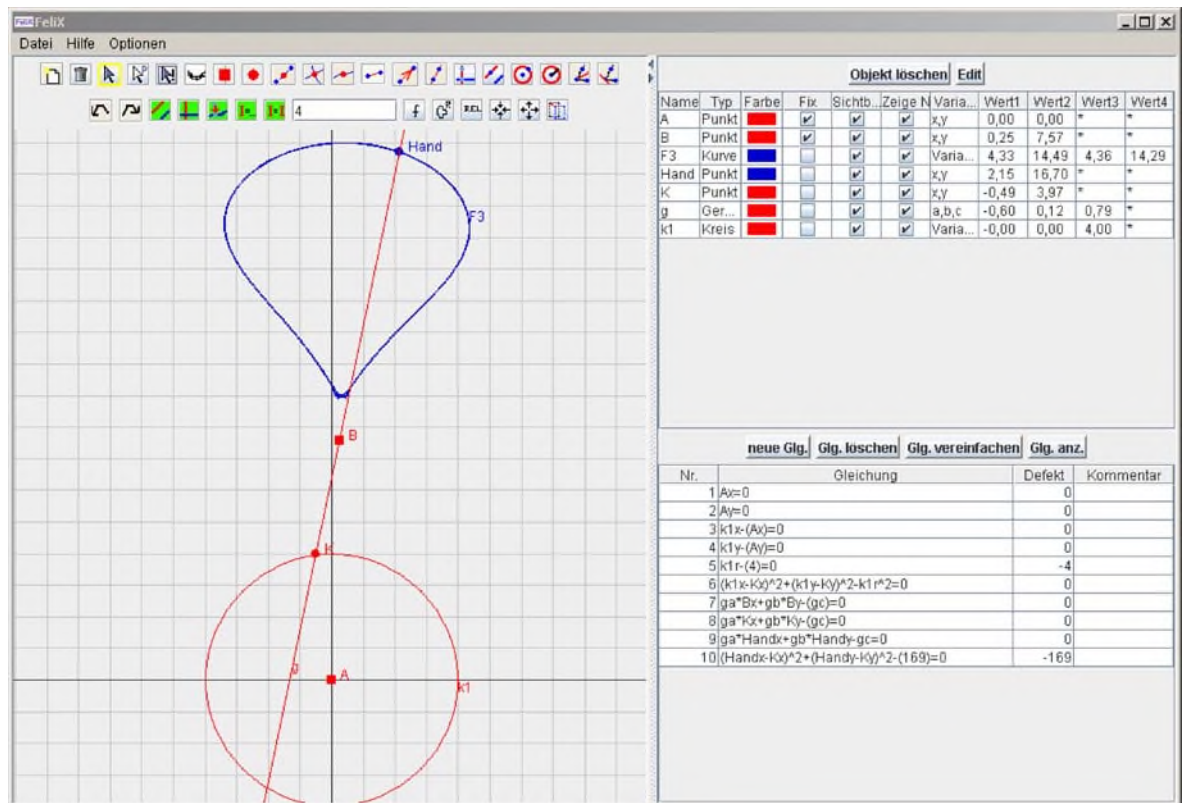 FeliX FeliX
Datei Hilfe Optionen
4 f REL
Hand
F3
B
K
g
A
k1
Objekt löschen Edit
Name Typ Farbe Fix Sichtb... Zeige N Varia... Wert1 Wert2 Wert3 Wert4
A Punkt x,y 0,00 0,00 * *
B Punkt x,y 0,25 7,57 * *
F3 Kurve Varia... 4,33 14,49 4,36 14,29
Hand Punkt x,y 2,15 16,70 * *
K Punkt x,y -0,49 3,97 * *
g Ger... a,b,c -0,60 0,12 0,79 *
k1 Kreis Varia... -0,00 0,00 4,00 *
neue Glg. Glg. löschen Glg. vereinfachen Glg. anz.
Nr. Gleichung Defekt Kommentar
1 Ax=0 0
2 Ay=0 0
3 k1x-(Ax)=0 0
4 k1y-(Ay)=0 0
5 k1r-(4)=0 -4
6 (k1x-Kx)^2+(k1y-Ky)^2-k1r^2=0 0
7 ga*Bx+gb*By-(gc)=0 0
8 ga*Kx+gb*Ky-(gc)=0 0
9 ga*Handx+gb*Handy-gc=0 0
10 (Handx-Kx)^2+(Handy-Ky)^2-(169)=0 -169